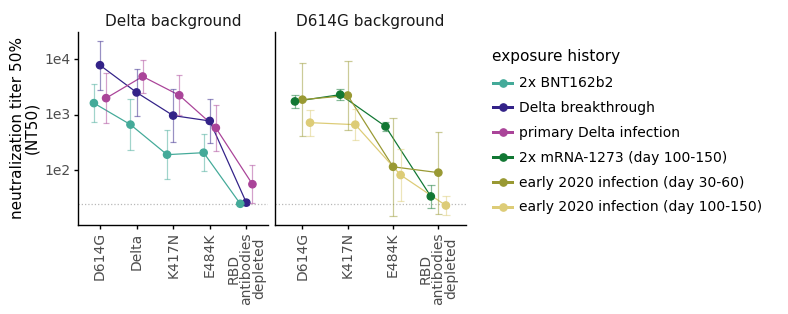 Delta background
D614G background
neutralization titer 50%
(NT50)
1e4
1e3
1e2
D614G
Delta
K417N
E484K
RBD
antibodies
depleted
D614G
K417N
E484K
RBD
antibodies
depleted
exposure history
2x BNT162b2
Delta breakthrough
primary Delta infection
2x mRNA-1273 (day 100-150)
early 2020 infection (day 30-60)
early 2020 infection (day 100-150)